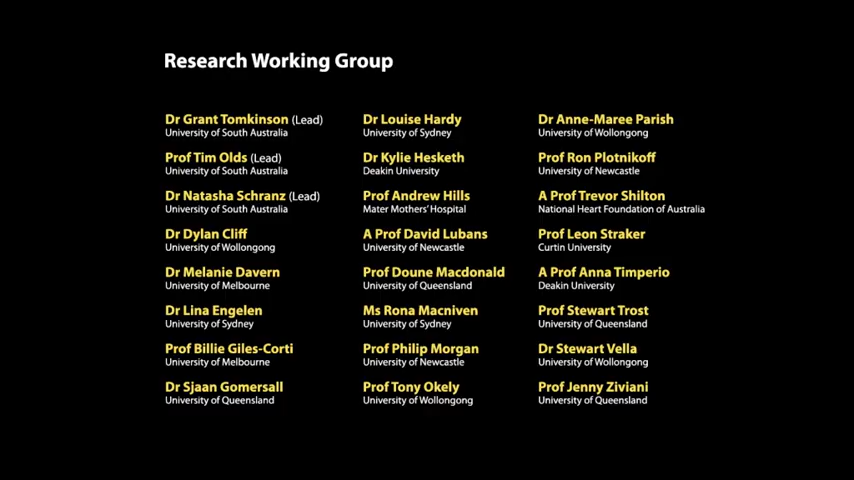 Research Working Group
Dr Grant Tomkinson (Lead)
University of South Australia
Prof Tim Olds (Lead)
University of South Australia
Dr Natasha Schranz (Lead)
University of South Australia
Dr Dylan Cliff
University of Wollongong
Dr Melanie Davern
University of Melbourne
Dr Lina Engelen
University of Sydney
Prof Billie Giles-Corti
University of Melbourne
Dr Sjaan Gomersall
University of Queensland
Dr Louise Hardy
University of Sydney
Dr Kylie Hesketh
Deakin University
Prof Andrew Hills
Mater Mothers' Hospital
A Prof David Lubans
University of Newcastle
Prof Doune Macdonald
University of Queensland
Ms Rona Macniven
University of Sydney
Prof Philip Morgan
University of Newcastle
Prof Tony Okely
University of Wollongong
Dr Anne-Maree Parish
University of Wollongong
Prof Ron Plotnikoff
University of Newcastle
A Prof Trevor Shilton
National Heart Foundation of Australia
Prof Leon Straker
Curtin University
A Prof Anna Timperio
Deakin University
Prof Stewart Trost
University of Queensland
Dr Stewart Vella
University of Wollongong
Prof Jenny Ziviani
University of Queensland